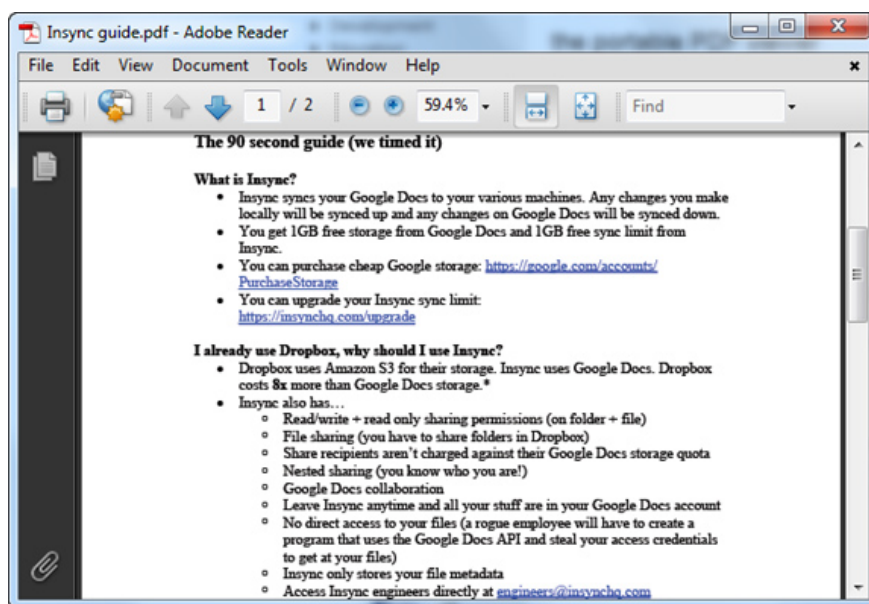 Insync guide.pdf - Adobe Reader
File Edit View Document Tools Window Help
1 / 2 59.4% Find
The 90 second guide (we timed it)
What is Insync?
• Insync syncs your Google Docs to your various machines. Any changes you make
locally will be synced up and any changes on Google Docs will be synced down.
• You get 1GB free storage from Google Docs and 1GB free sync limit from
Insync.
• You can purchase cheap Google storage: https://google.com/accounts/
PurchaseStorage
• You can upgrade your Insync sync limit:
https://insynchq.com/upgrade
I already use Dropbox, why should I use Insync?
• Dropbox uses Amazon S3 for their storage. Insync uses Google Docs. Dropbox
costs 8x more than Google Docs storage.*
• Insync also has…
○ Read/write + read only sharing permissions (on folder + file)
○ File sharing (you have to share folders in Dropbox)
○ Share recipients aren't charged against their Google Docs storage quota
○ Nested sharing (you know who you are!)
○ Google Docs collaboration
○ Leave Insync anytime and all your stuff are in your Google Docs account
○ No direct access to your files (a rogue employee will have to create a
program that uses the Google Docs API and steal your access credentials
to get at your files)
○ Insync only stores your file metadata
○ Access Insync engineers directly at engineers@insynchq.com